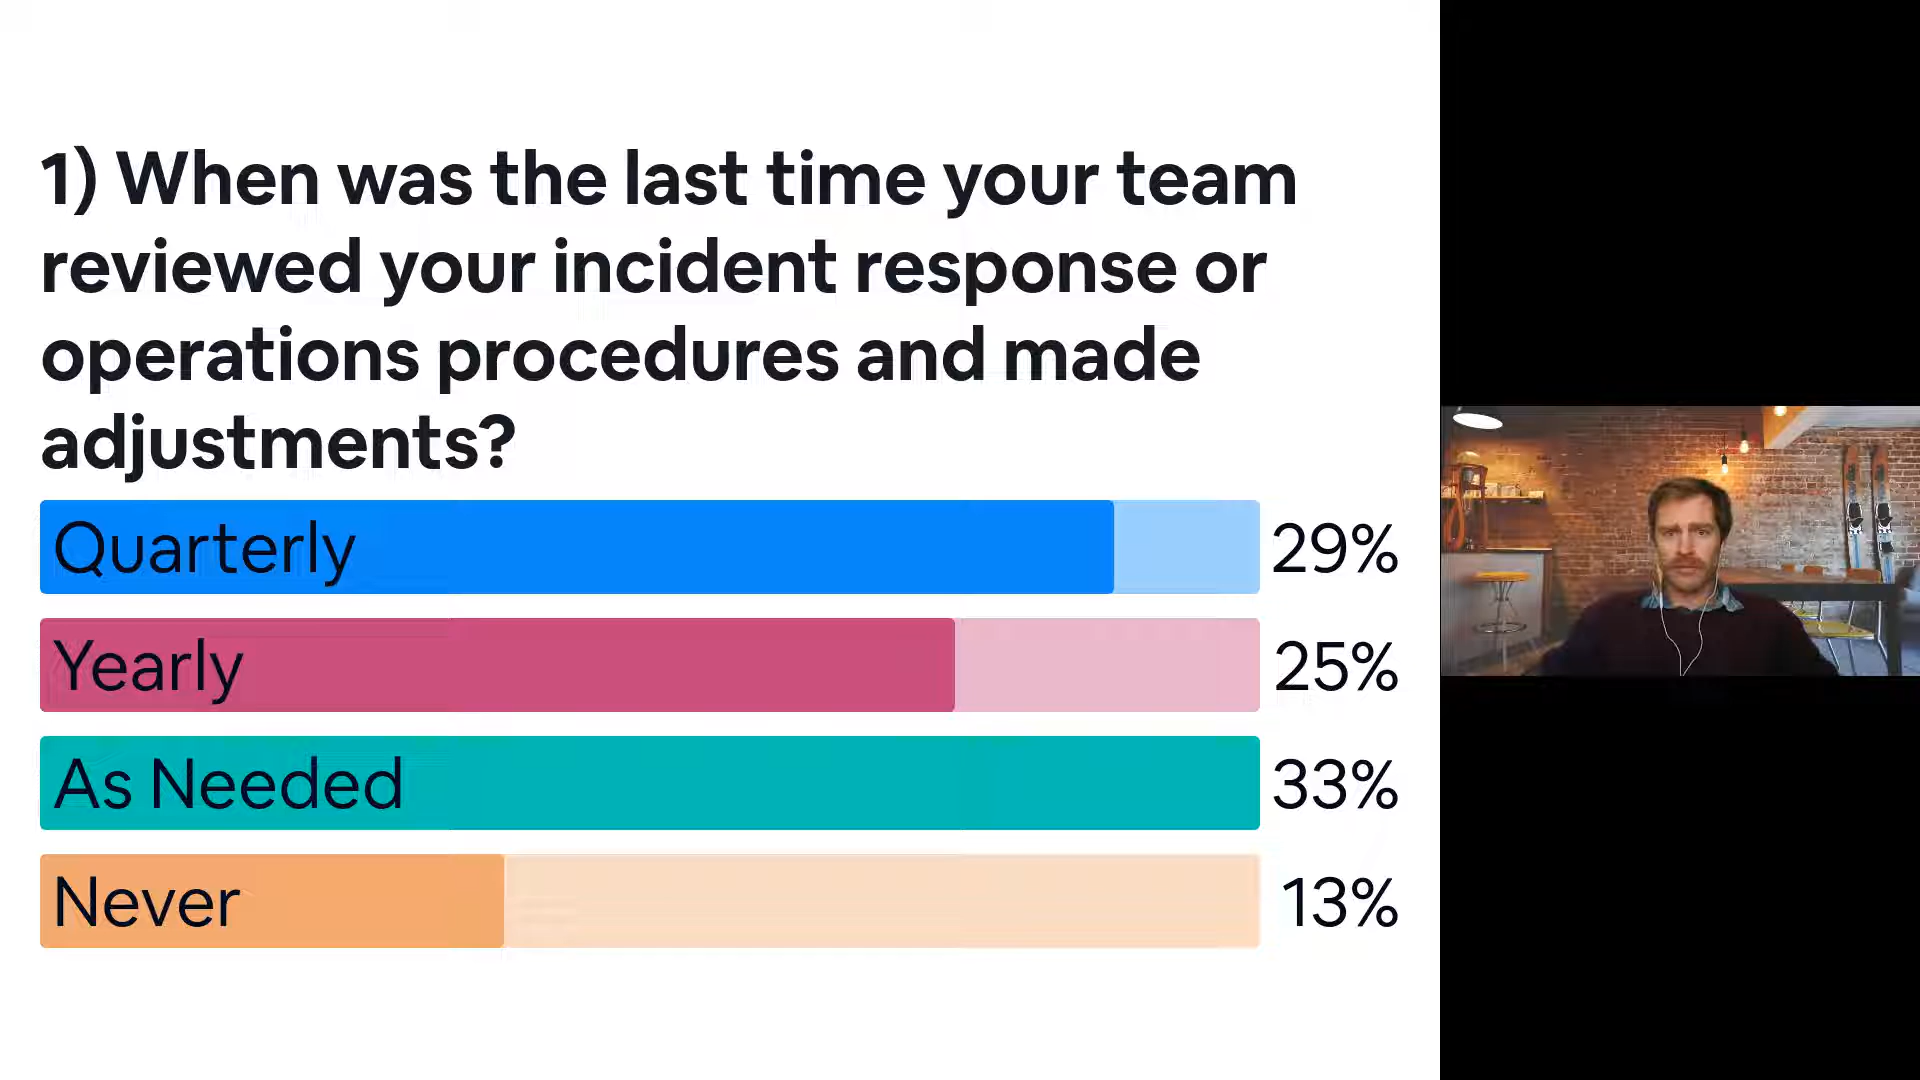 1) When was the last time your team
reviewed your incident response or
operations procedures and made
adjustments?
Quarterly 29%
Yearly 25%
As Needed 33%
Never 13%